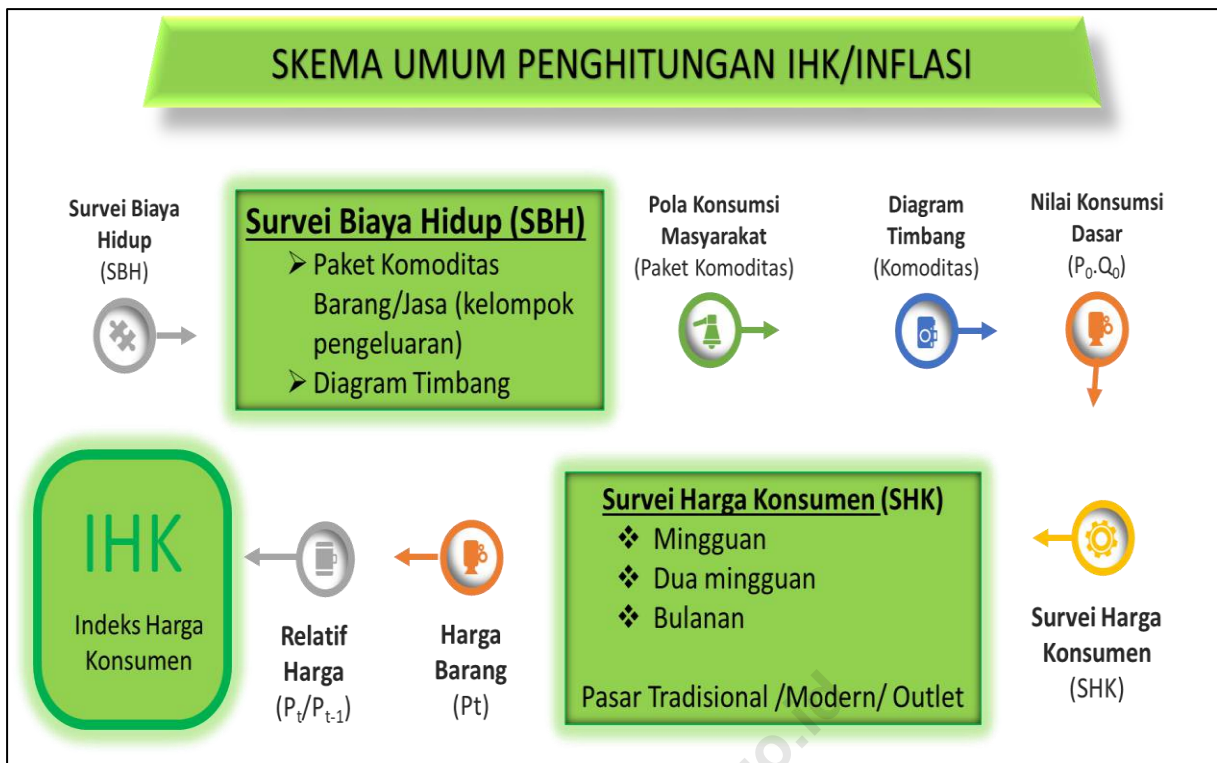 SKEMA UMUM PENGHITUNGAN IHK/INFLASI
Survei Biaya
Hidup
(SBH)
Survei Biaya Hidup (SBH)
➢ Paket Komoditas
Barang/Jasa (kelompok
pengeluaran)
➢ Diagram Timbang
Pola Konsumsi
Masyarakat
(Paket Komoditas)
Diagram
Timbang
(Komoditas)
Nilai Konsumsi
Dasar
(P₀.Q₀)
Survei Harga
Konsumen
(SHK)
Survei Harga Konsumen (SHK)
❖ Mingguan
❖ Dua mingguan
❖ Bulanan
Pasar Tradisional /Modern/ Outlet
Harga
Barang
(Pt)
Relatif
Harga
(Pₜ/Pₜ₋₁)
IHK
Indeks Harga
Konsumen